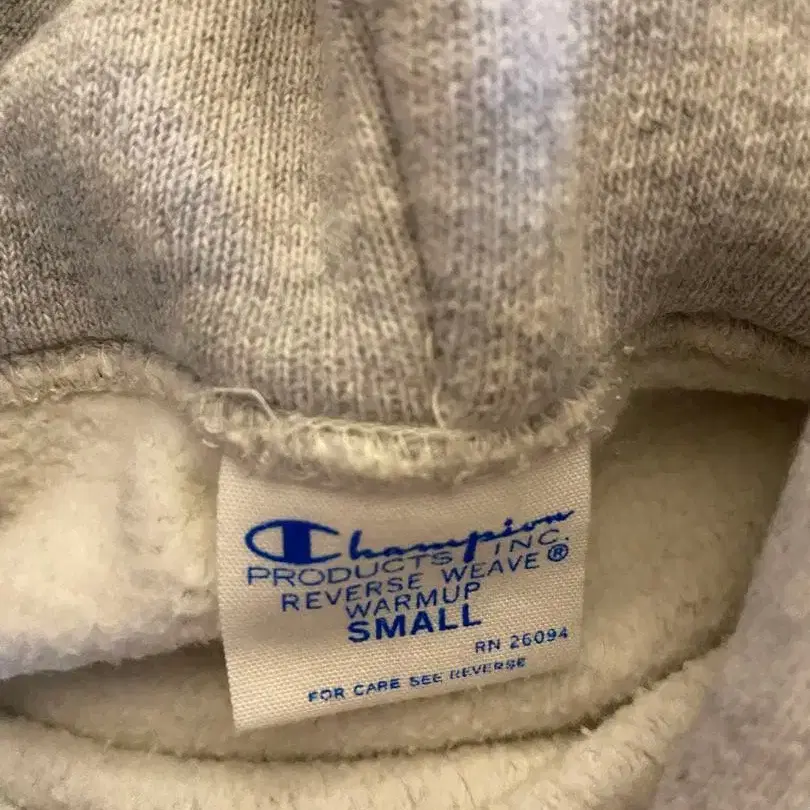 Champion
PRODUCTS INC.
REVERSE WEAVE®
WARMUP
SMALL
RN 26094
FOR CARE SEE REVERSE